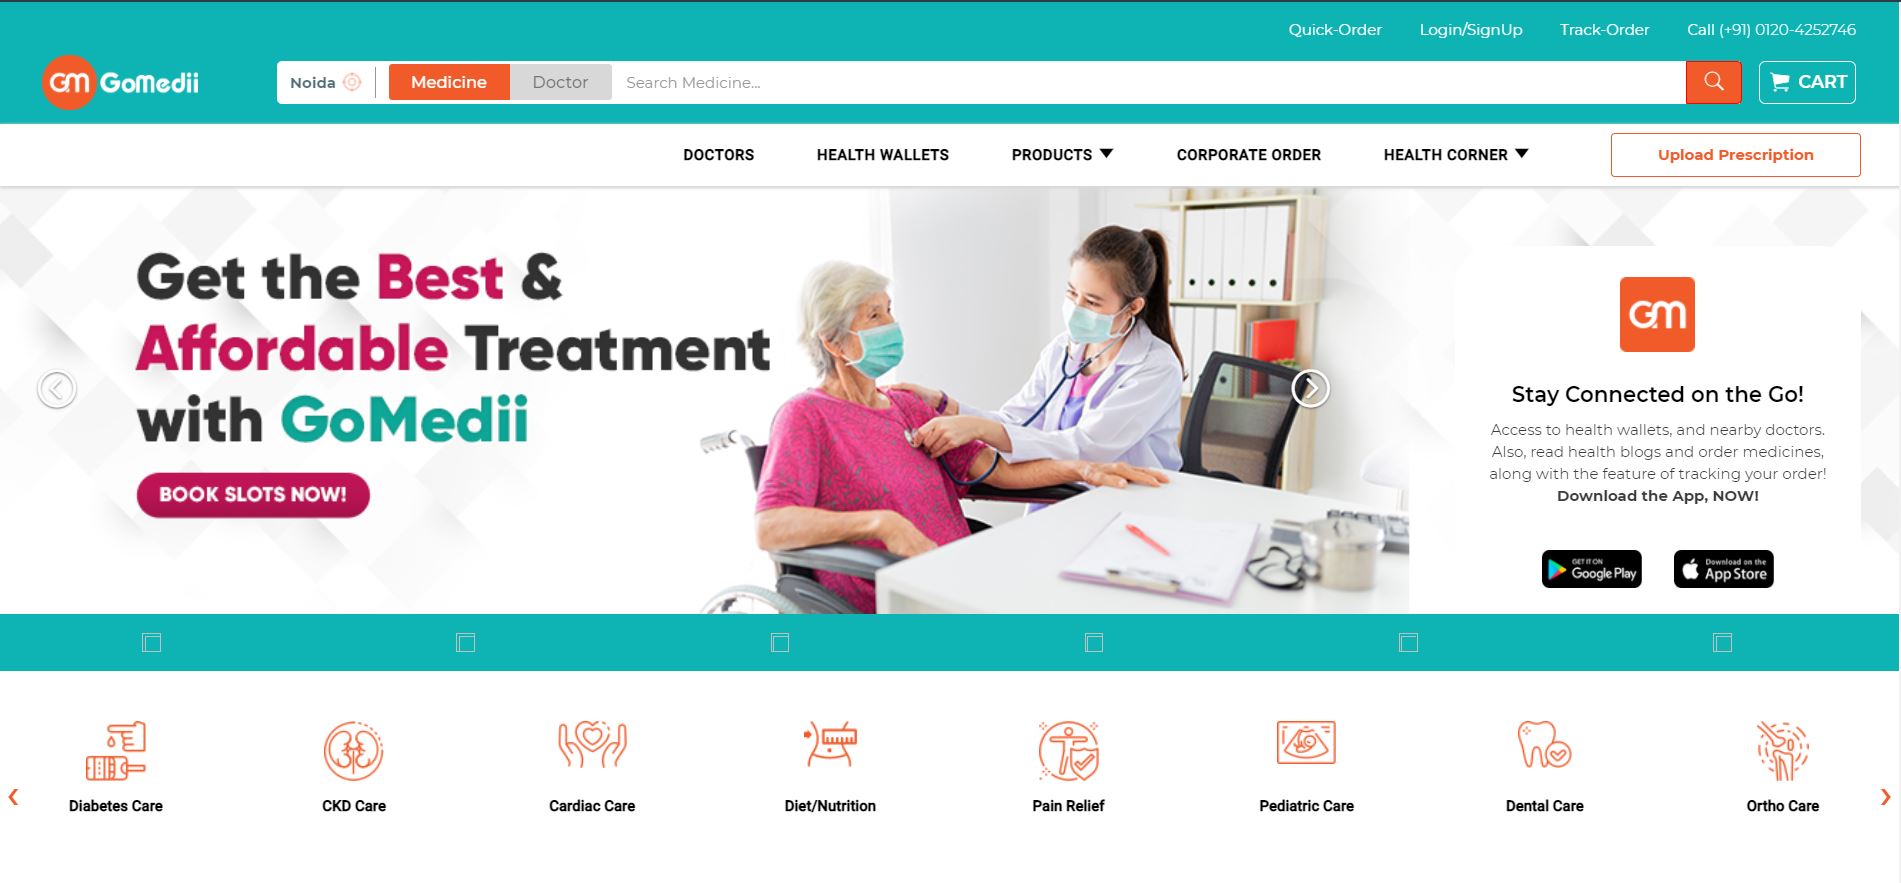 Quick-Order Login/SignUp Track-Order Call (+91) 0120-4252746
GM GoMedii
Noida Medicine Doctor Search Medicine... CART
DOCTORS HEALTH WALLETS PRODUCTS CORPORATE ORDER HEALTH CORNER Upload Prescription
Get the Best &
Affordable Treatment
with GoMedii
BOOK SLOTS NOW!
GM
Stay Connected on the Go!
Access to health wallets, and nearby doctors.
Also, read health blogs and order medicines,
along with the feature of tracking your order!
Download the App, NOW!
GET IT ON
Google Play
Download on the
App Store
Diabetes Care CKD Care Cardiac Care Diet/Nutrition Pain Relief Pediatric Care Dental Care Ortho Care